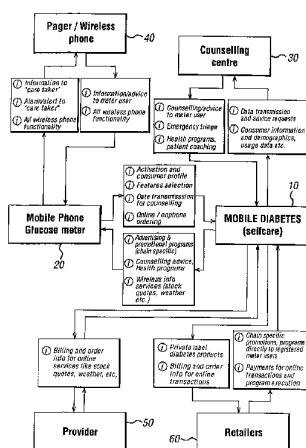 Pager / Wireless
phone
40
Counselling
centre
30
Information to
"care taker"
Alarm/alert to
"care taker"
All wireless phone
functionality
Information/advice
to meter user
All wireless phone
functionality
Counselling/advice
to meter user
Emergency triage
Health programs,
patient coaching
Data transmission
and advice requests
Consumer information
and demographics,
usage data etc.
Activation and
consumer profile
Features selection
Data transmission
for counselling
Online / onphone
ordering
10
Mobile Phone
Glucose meter
20
MOBILE DIABETES
(selfcare)
Advertising &
promotional programs
(chain specific)
Counselling advice,
Health programs
Wireless info
services (stock
quotes, weather
etc.)
Billing and order
info for online
services like stock
quotes, weather, etc,
Private label
diabetes products
Billing and order
info for online
transactions
Chain specific
promotions, programs
directly to registered
meter users
Payments for online
transactions and
program execution
Provider
50
Retailers
60